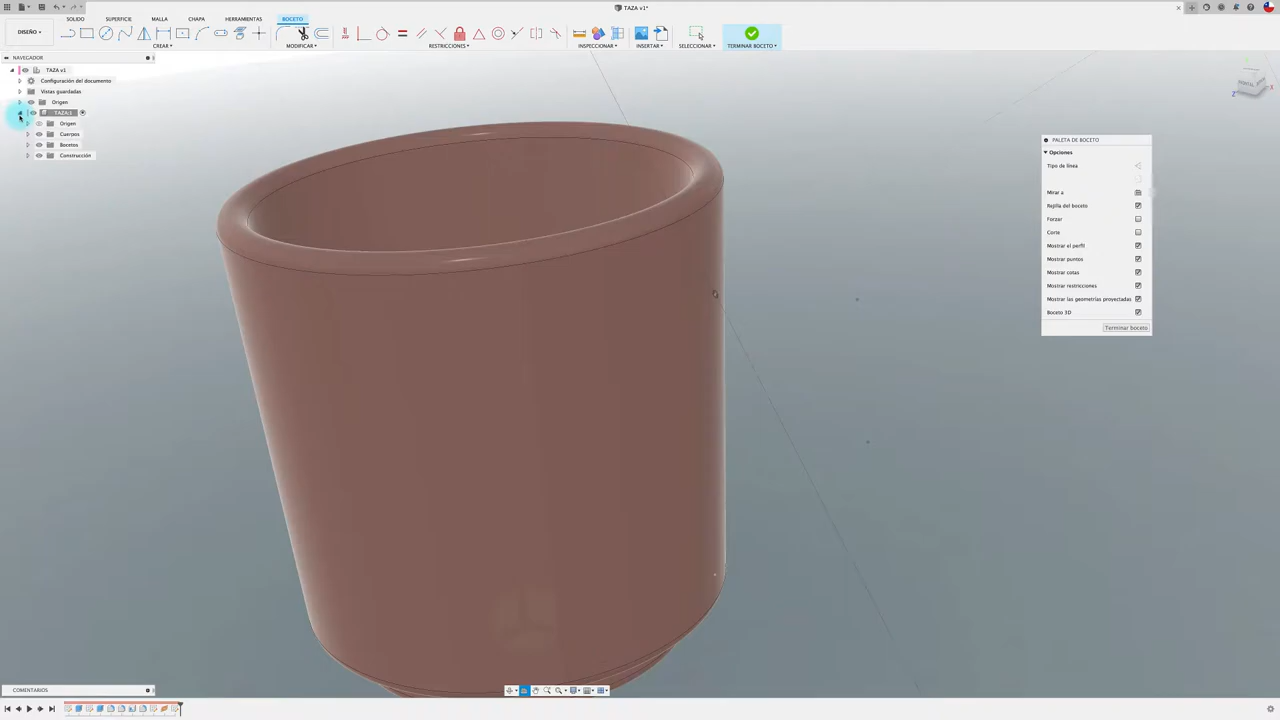 TAZA v1*
DISEÑO
SÓLIDO
SUPERFICIE
MALLA
CHAPA
HERRAMIENTAS
BOCETO
CREAR
MODIFICAR
RESTRICCIONES
INSPECCIONAR
INSERTAR
SELECCIONAR
TERMINAR BOCETO
NAVEGADOR
TAZA v1
Configuración del documento
Vistas guardadas
Origen
TAZA:1
Origen
Cuerpos
Bocetos
Construcción
PALETA DE BOCETO
Opciones
Tipo de línea
Mirar a
Rejilla del boceto
Forzar
Corte
Mostrar el perfil
Mostrar puntos
Mostrar cotas
Mostrar restricciones
Mostrar las geometrías proyectadas
Boceto 3D
Terminar boceto
Z
X
COMENTARIOS